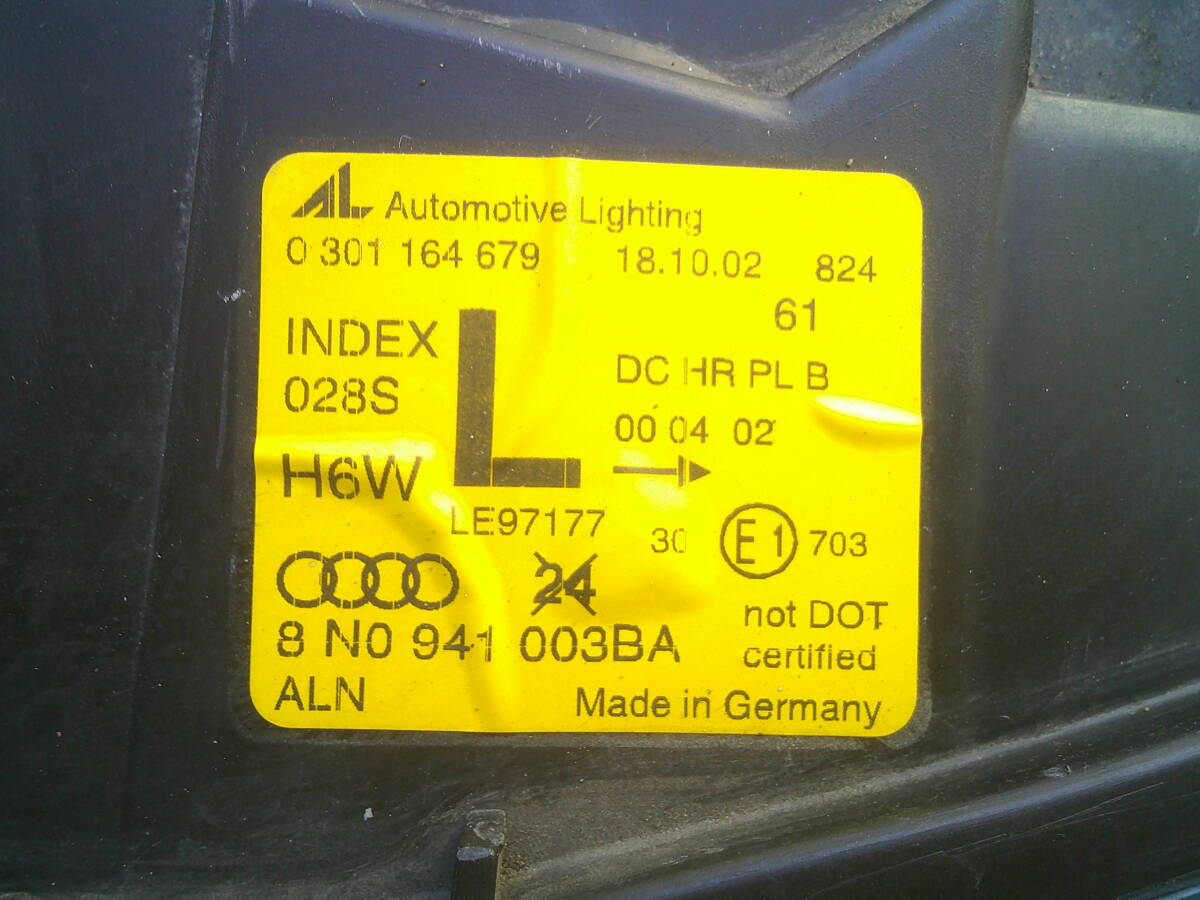 AL Automotive Lighting
0 301 164 679 18.10.02 824
61
INDEX
028S
L
DC HR PL B
00 04 02
H6W
LE97177
30 E1 703
24
8 N0 941 003BA
not DOT
certified
ALN
Made in Germany